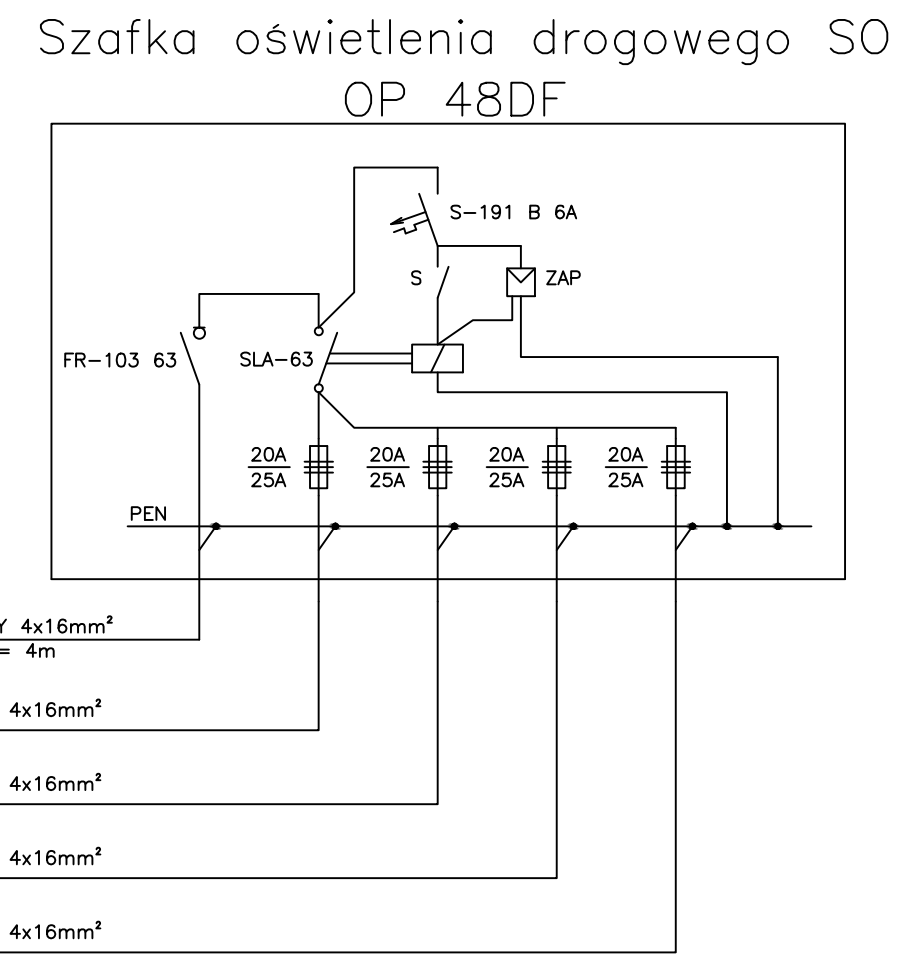 Szafka oświetlenia drogowego SO
OP 48DF
S-191 B 6A
S
ZAP
FR-103 63
SLA-63
20A
25A
20A
25A
20A
25A
20A
25A
PEN
Y 4x16mm²
= 4m
4x16mm²
4x16mm²
4x16mm²
4x16mm²